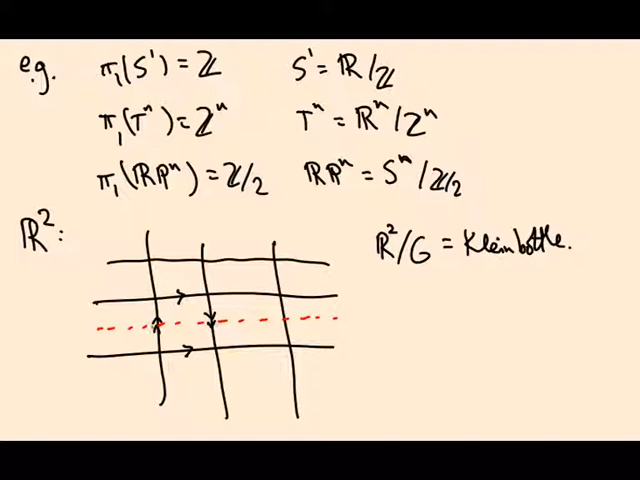 e.g. π₁(S¹) = ℤ S¹ = ℝ/ℤ
π₁(Tⁿ) = ℤⁿ Tⁿ = ℝⁿ/ℤⁿ
π₁(ℝℙⁿ) = ℤ/2 ℝℙⁿ = Sⁿ/ℤ/2
ℝ²: ℝ²/G = Klein bottle.